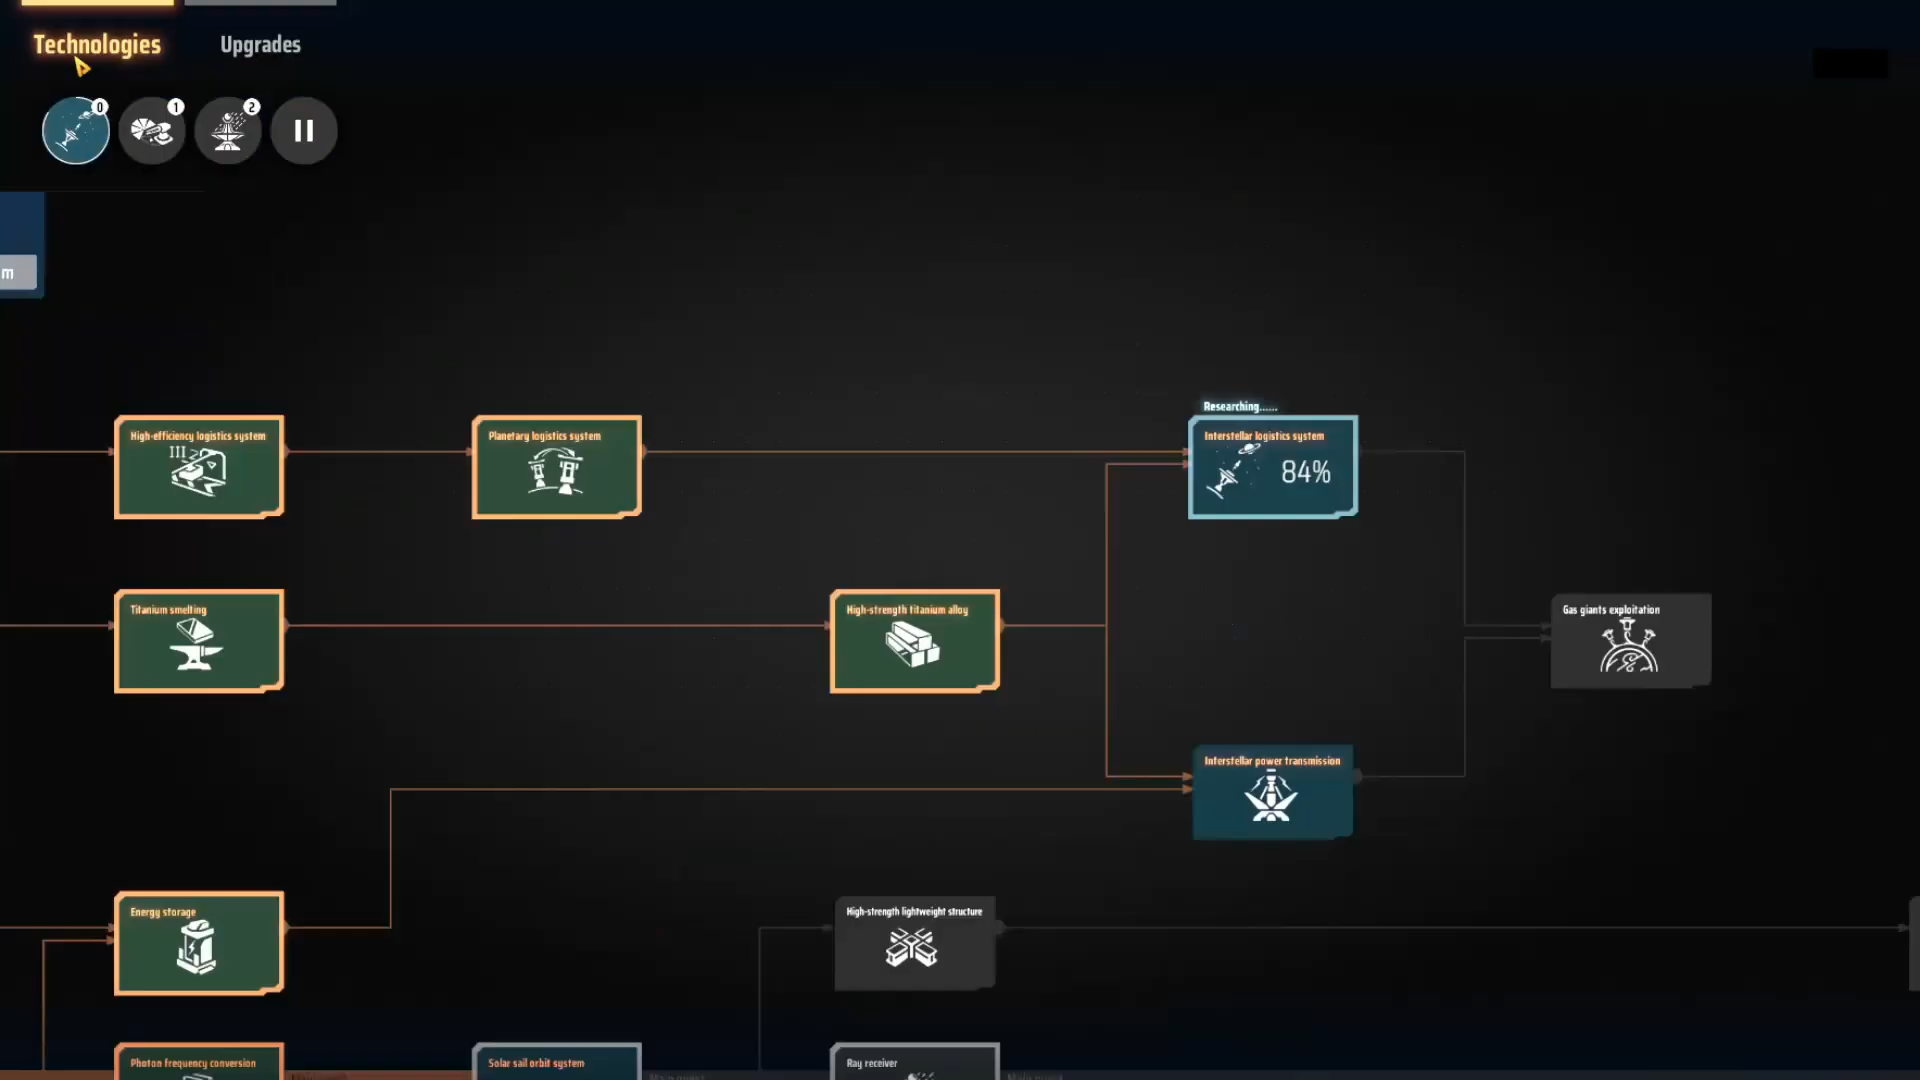 Technologies
Upgrades
0
1
2
m
Researching......
High-efficiency logistics system
Planetary logistics system
Interstellar logistics system
84%
Titanium smelting
High-strength titanium alloy
Gas giants exploitation
Interstellar power transmission
Energy storage
High-strength lightweight structure
Photon frequency conversion
Solar sail orbit system
Ray receiver